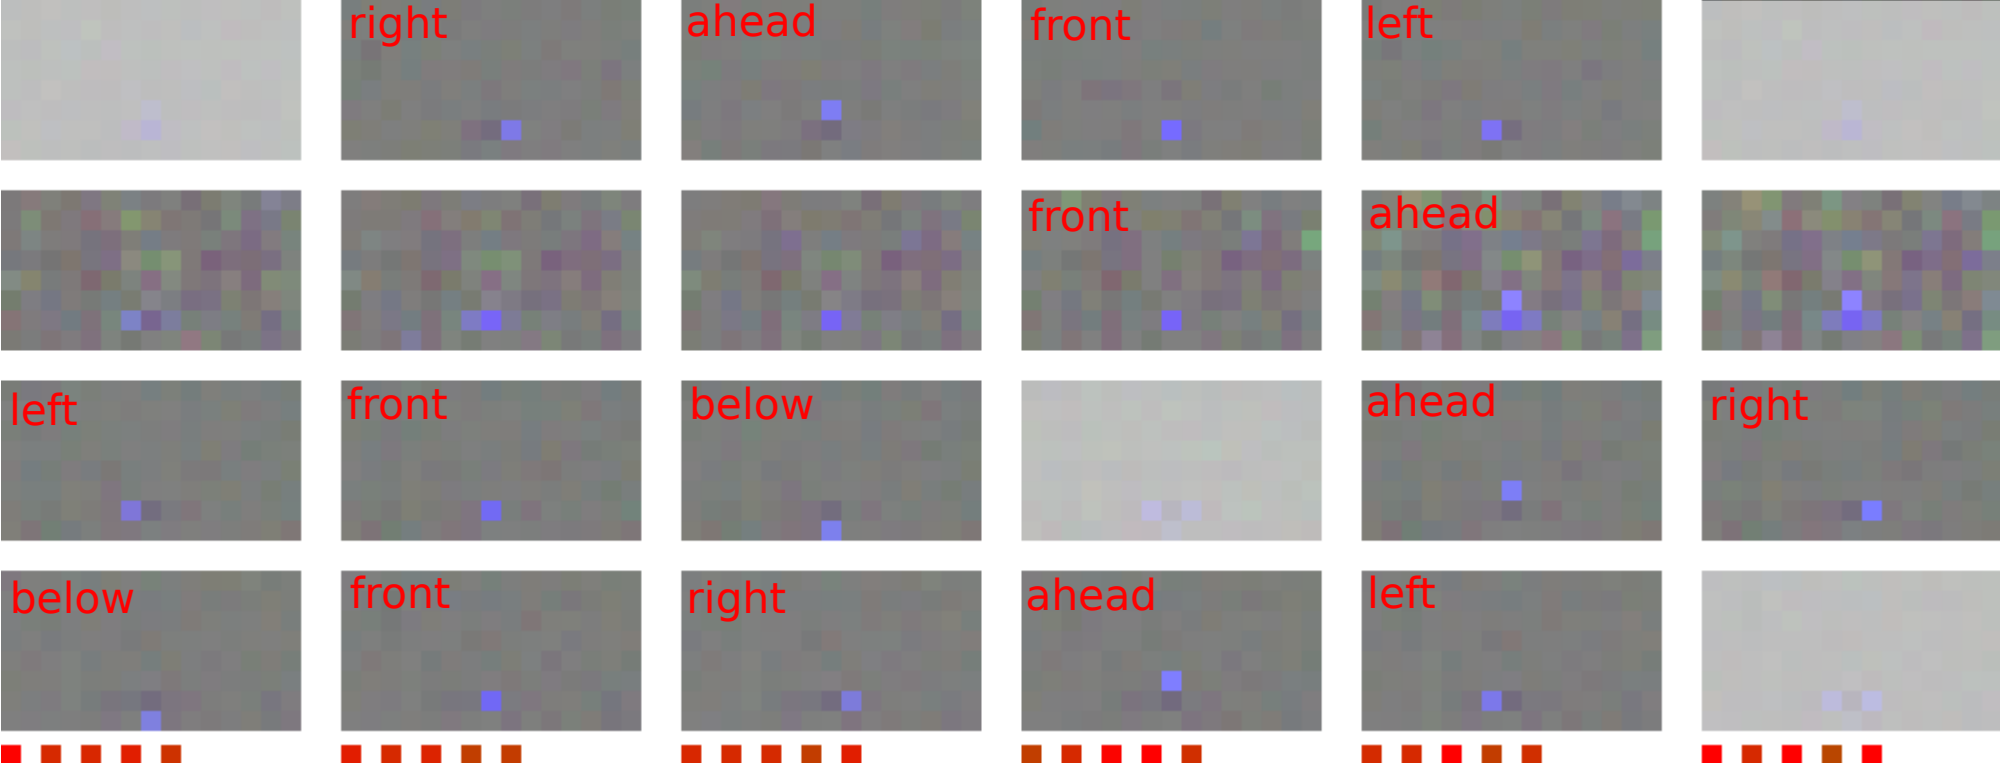 right ahead front left
front ahead
left front below ahead right
below front right ahead left